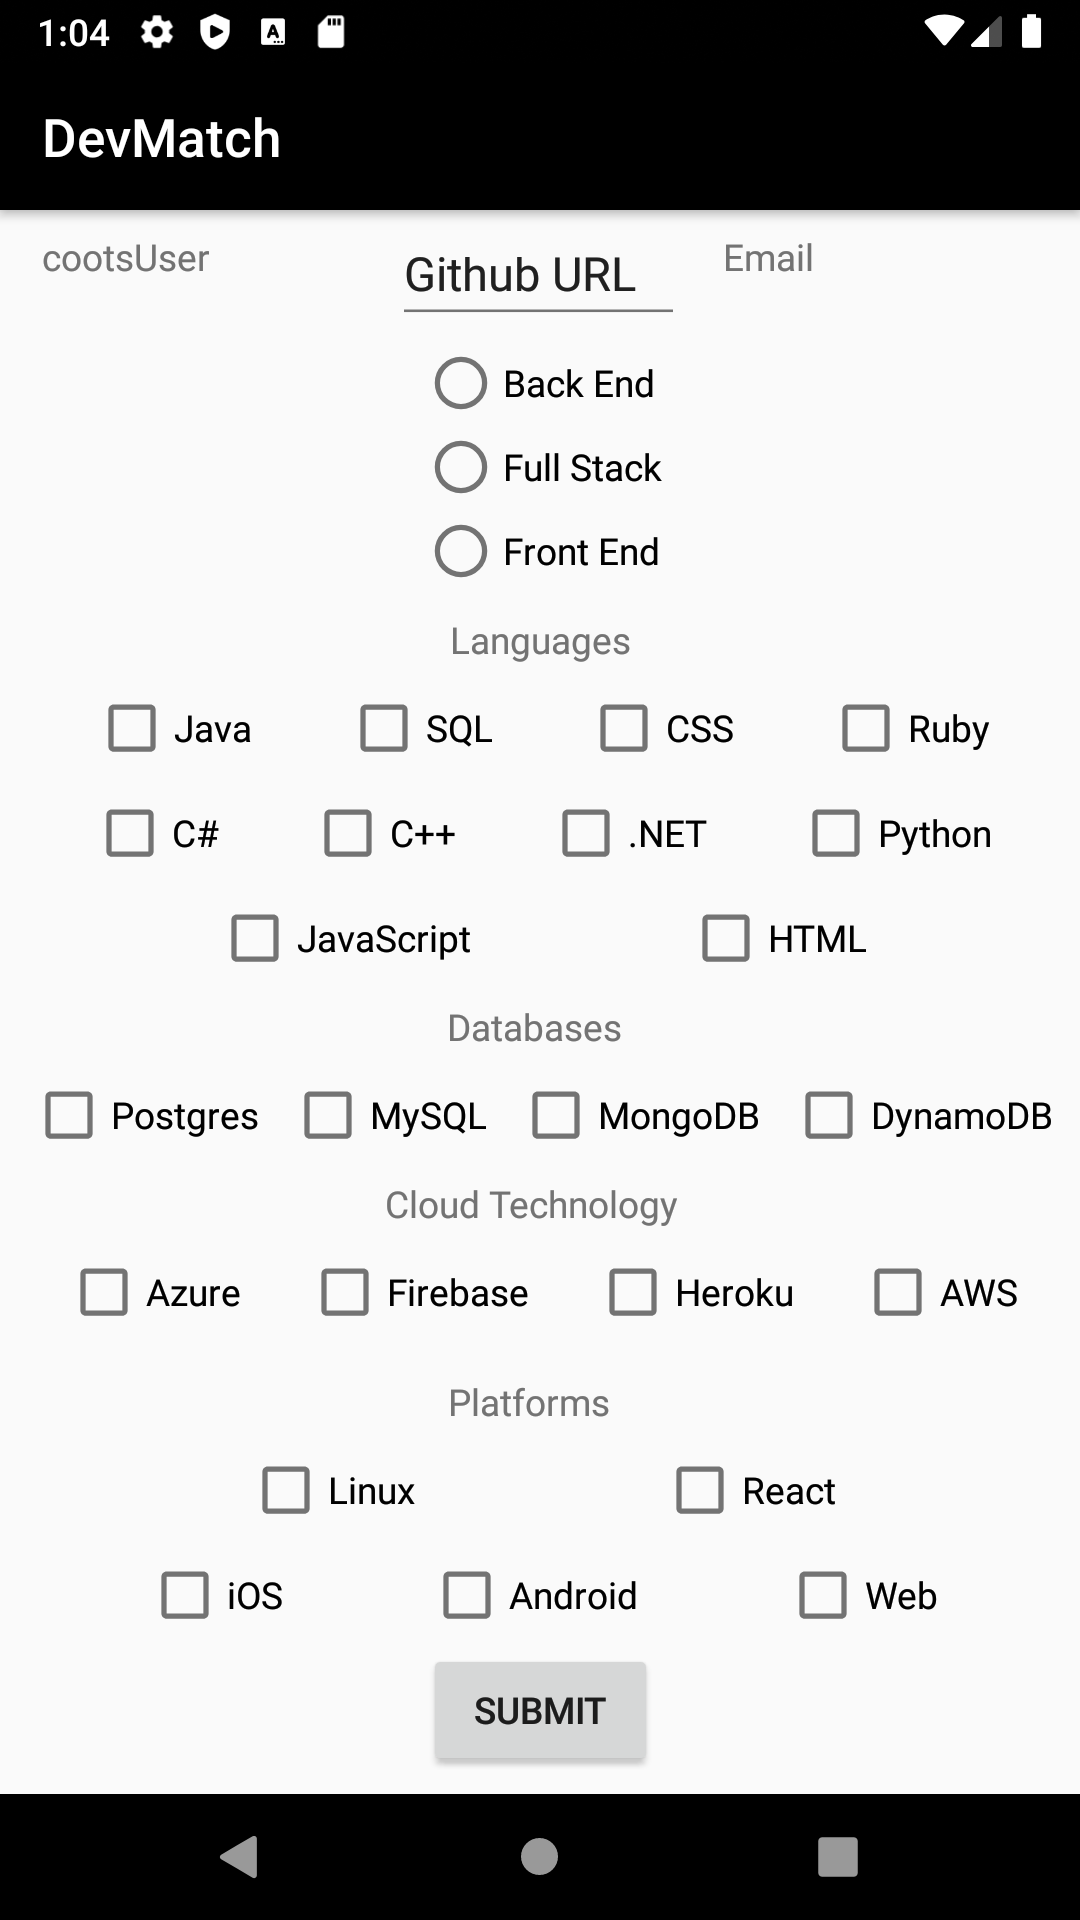 1:04
DevMatch
cootsUser Github URL Email
Back End
Full Stack
Front End
Languages
Java SQL CSS Ruby
C# C++ .NET Python
JavaScript HTML
Databases
Postgres MySQL MongoDB DynamoDB
Cloud Technology
Azure Firebase Heroku AWS
Platforms
Linux React
iOS Android Web
SUBMIT